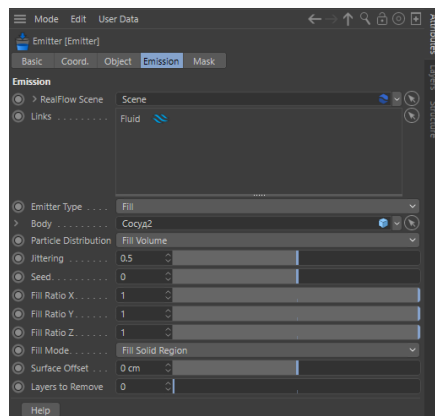 Mode Edit User Data
Emitter [Emitter]
Basic Coord. Object Emission Mask
Emission
> RealFlow Scene Scene
Links . . . . . . . . . Fluid
Emitter Type . . . . Fill
> Body . . . . . . . . . Сосуд2
Particle Distribution Fill Volume
Jittering . . . . . . . . 0.5
Seed. . . . . . . . . . 0
Fill Ratio X. . . . . . 1
Fill Ratio Y. . . . . . 1
Fill Ratio Z. . . . . . 1
Fill Mode. . . . . . . Fill Solid Region
Surface Offset . . 0 cm
Layers to Remove 0
Help
Attributes
Layers
Structure